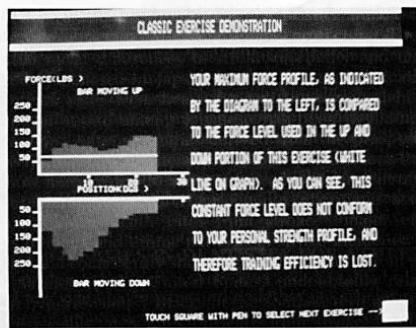 CLASSIC EXERCISE DEMONSTRATION
FORCE(LBS )
BAR MOVING UP
250
200
150
100
50
10
20
30
POSITION(DEG )
50
100
150
200
250
BAR MOVING DOWN
YOUR MAXIMUM FORCE PROFILE, AS INDICATED
BY THE DIAGRAM TO THE LEFT, IS COMPARED
TO THE FORCE LEVEL USED IN THE UP AND
DOWN PORTION OF THIS EXERCISE (WHITE
LINE ON GRAPH). AS YOU CAN SEE, THIS
CONSTANT FORCE LEVEL DOES NOT CONFORM
TO YOUR PERSONAL STRENGTH PROFILE, AND
THEREFORE TRAINING EFFICIENCY IS LOST.
TOUCH SQUARE WITH PEN TO SELECT NEXT EXERCISE -->